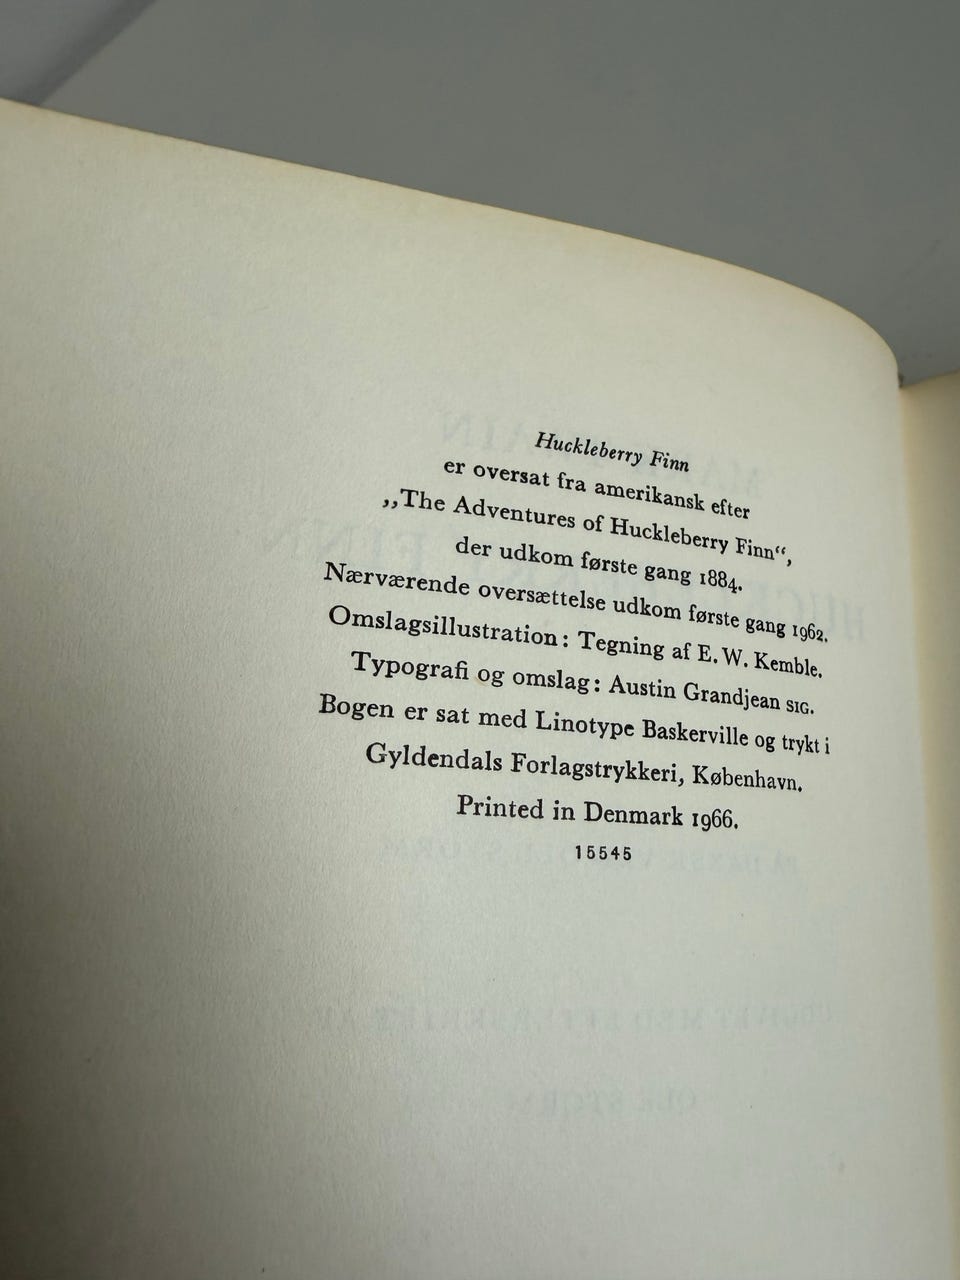 Huckleberry Finn
er oversat fra amerikansk efter
„The Adventures of Huckleberry Finn“,
der udkom første gang 1884.
Nærværende oversættelse udkom første gang 1962.
Omslagsillustration: Tegning af E. W. Kemble.
Typografi og omslag: Austin Grandjean SIG.
Bogen er sat med Linotype Baskerville og trykt i
Gyldendals Forlagstrykkeri, København.
Printed in Denmark 1966.
15545